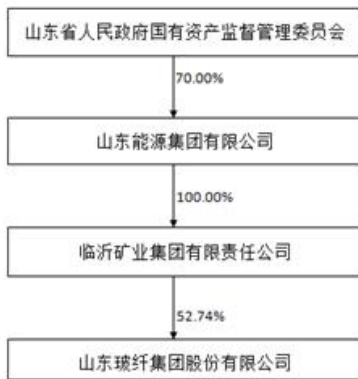 山东省人民政府国有资产监督管理委员会
70.00%
山东能源集团有限公司
100.00%
临沂矿业集团有限责任公司
52.74%
山东玻纤集团股份有限公司